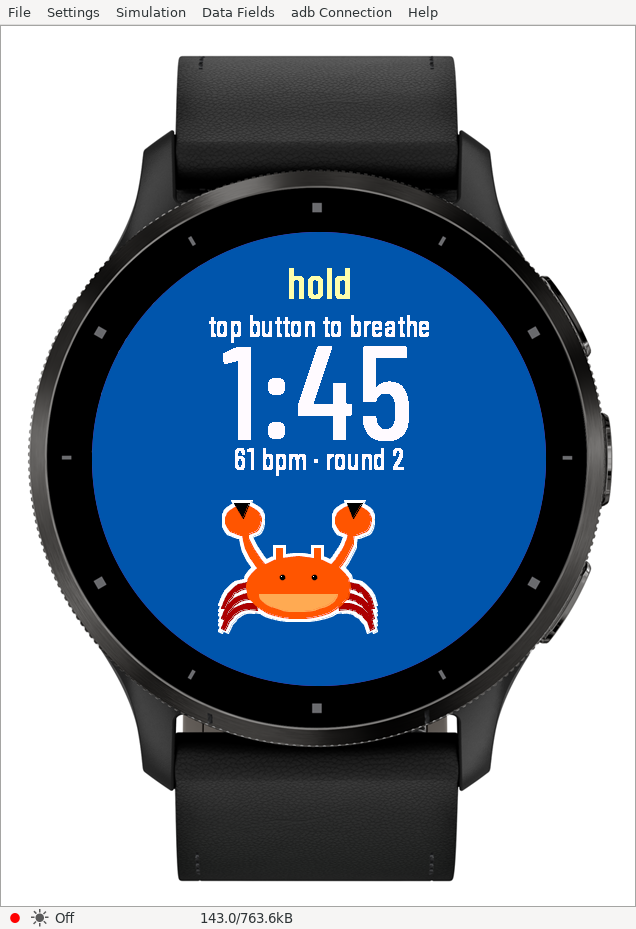 File Settings Simulation Data Fields adb Connection Help
hold
top button to breathe
1:45
61 bpm · round 2
Off 143.0/763.6kB